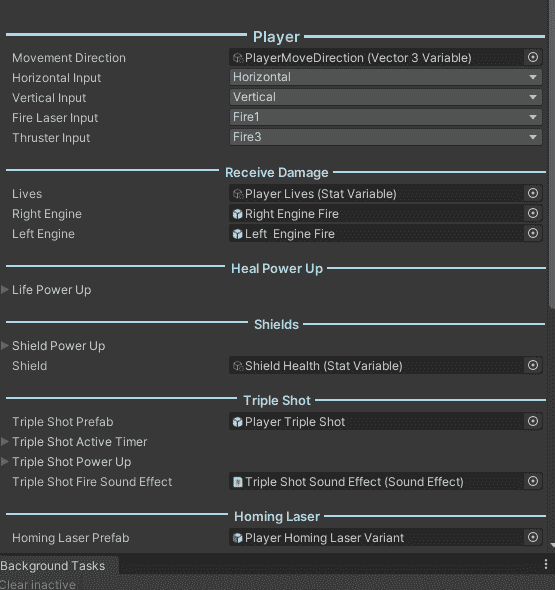 Player
Movement Direction PlayerMoveDirection (Vector 3 Variable)
Horizontal Input Horizontal
Vertical Input Vertical
Fire Laser Input Fire1
Thruster Input Fire3
Receive Damage
Lives Player Lives (Stat Variable)
Right Engine Right Engine Fire
Left Engine Left Engine Fire
Heal Power Up
Life Power Up
Shields
Shield Power Up
Shield Shield Health (Stat Variable)
Triple Shot
Triple Shot Prefab Player Triple Shot
Triple Shot Active Timer
Triple Shot Power Up
Triple Shot Fire Sound Effect Triple Shot Sound Effect (Sound Effect)
Homing Laser
Homing Laser Prefab Player Homing Laser Variant
Background Tasks
Clear inactive